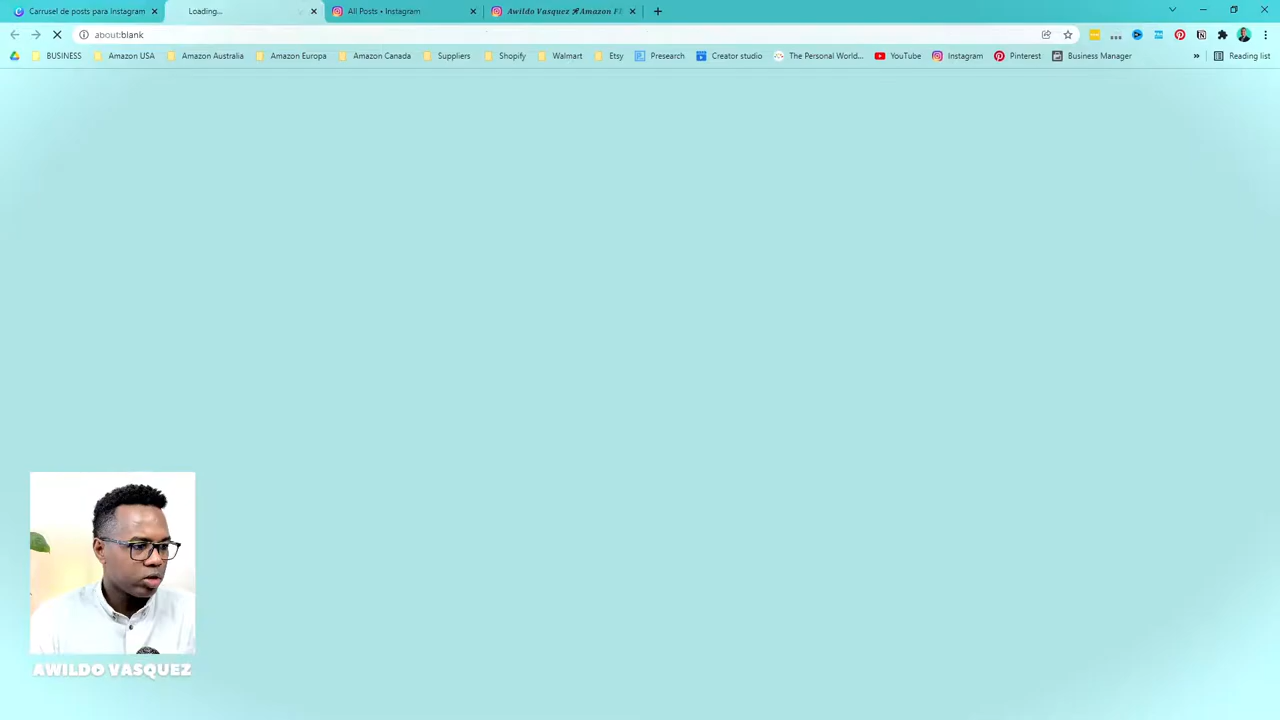 Carrusel de posts para Instagram
Loading...
All Posts • Instagram
Awildo Vasquez
about:blank
BUSINESS
Amazon USA
Amazon Australia
Amazon Europa
Amazon Canada
Suppliers
Shopify
Walmart
Etsy
Presearch
Creator studio
The Personal World...
YouTube
Instagram
Pinterest
Business Manager
»
Reading list
AWILDO VASQUEZ